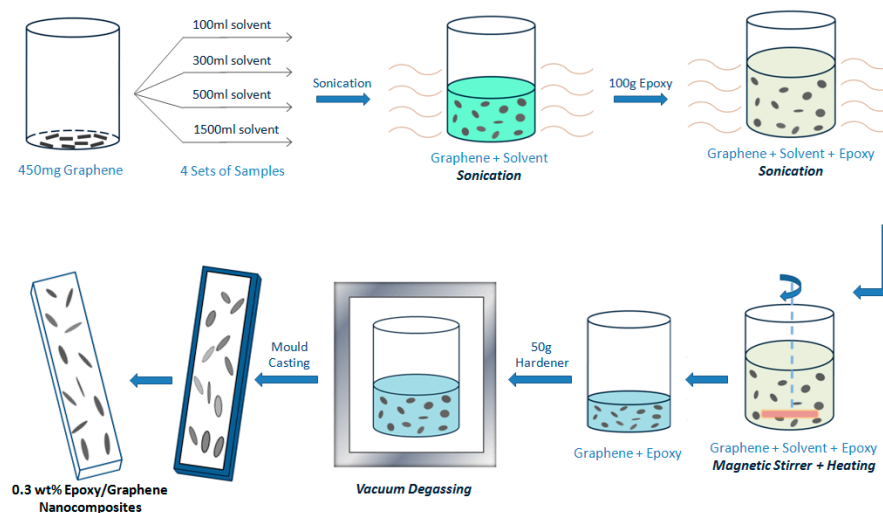 100ml solvent
300ml solvent
500ml solvent
1500ml solvent
450mg Graphene
4 Sets of Samples
Sonication
Graphene + Solvent
Sonication
100g Epoxy
Graphene + Solvent + Epoxy
Sonication
Graphene + Solvent + Epoxy
Magnetic Stirrer + Heating
Graphene + Epoxy
50g
Hardener
Vacuum Degassing
Mould
Casting
0.3 wt% Epoxy/Graphene
Nanocomposites